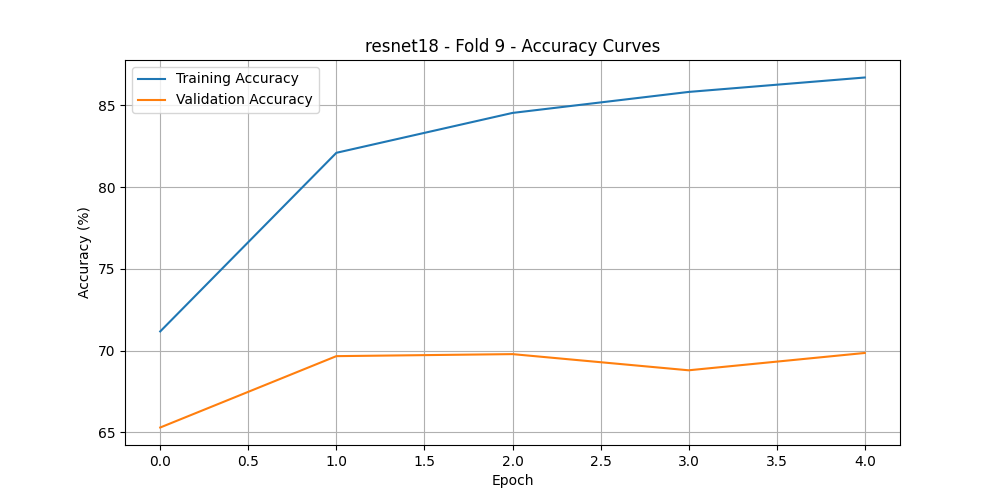 resnet18 - Fold 9 - Accuracy Curves
Training Accuracy
Validation Accuracy
Accuracy (%)
85
80
75
70
65
0.0 0.5 1.0 1.5 2.0 2.5 3.0 3.5 4.0
Epoch